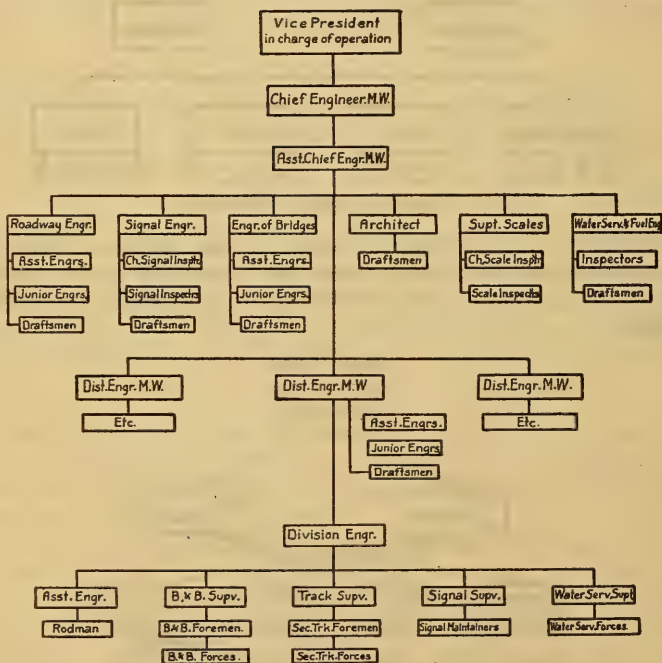 Vice President
in charge of operation
Chief Engineer.M.W.
Asst.Chief Engr.M.W.
Roadway Engr.
Asst.Engrs.
Junior Engrs.
Draftsmen
Signal Engr.
Ch.Signal Insptr.
Signal Inspectrs
Draftsmen
Engr.of Bridges
Asst.Engrs.
Junior Engrs.
Draftsmen
Architect
Draftsmen
Supt. Scales
Ch.Scale Insptr.
Scale Inspectrs
Water Serv.& Fuel Eng
Inspectors
Draftsmen
Dist.Engr.M.W.
Etc.
Dist.Engr.M.W
Asst.Engrs.
Junior Engrs
Draftsmen
Dist.Engr.M.W.
Etc.
Division Engr.
Asst.Engr.
Rodman
B.&B. Supv.
B.&B. Foremen.
B.&B. Forces.
Track Supv.
Sec.Trk.Foremen
Sec.Trk.Forces
Signal Supv.
Signal Maintainers
Water Serv.Supt
Water Serv.Forces.